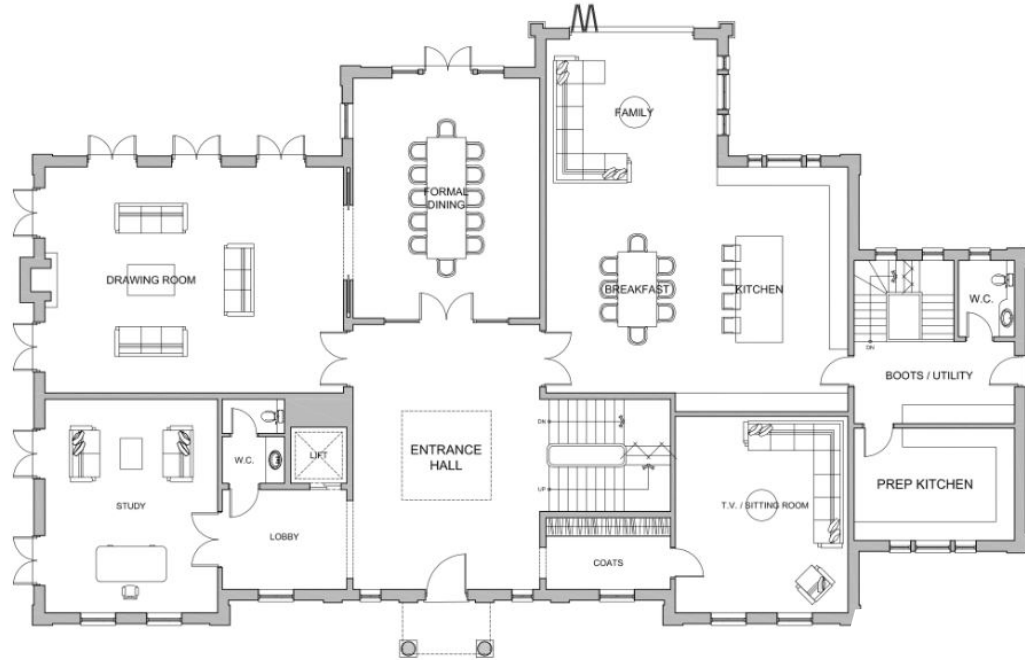 FAMILY
FORMAL
DINING
DRAWING ROOM
BREAKFAST
KITCHEN
W.C.
DN
BOOTS / UTILITY
DN
ENTRANCE
HALL
W.C.
LIFT
UP
PREP KITCHEN
STUDY
T.V. / SITTING ROOM
LOBBY
COATS